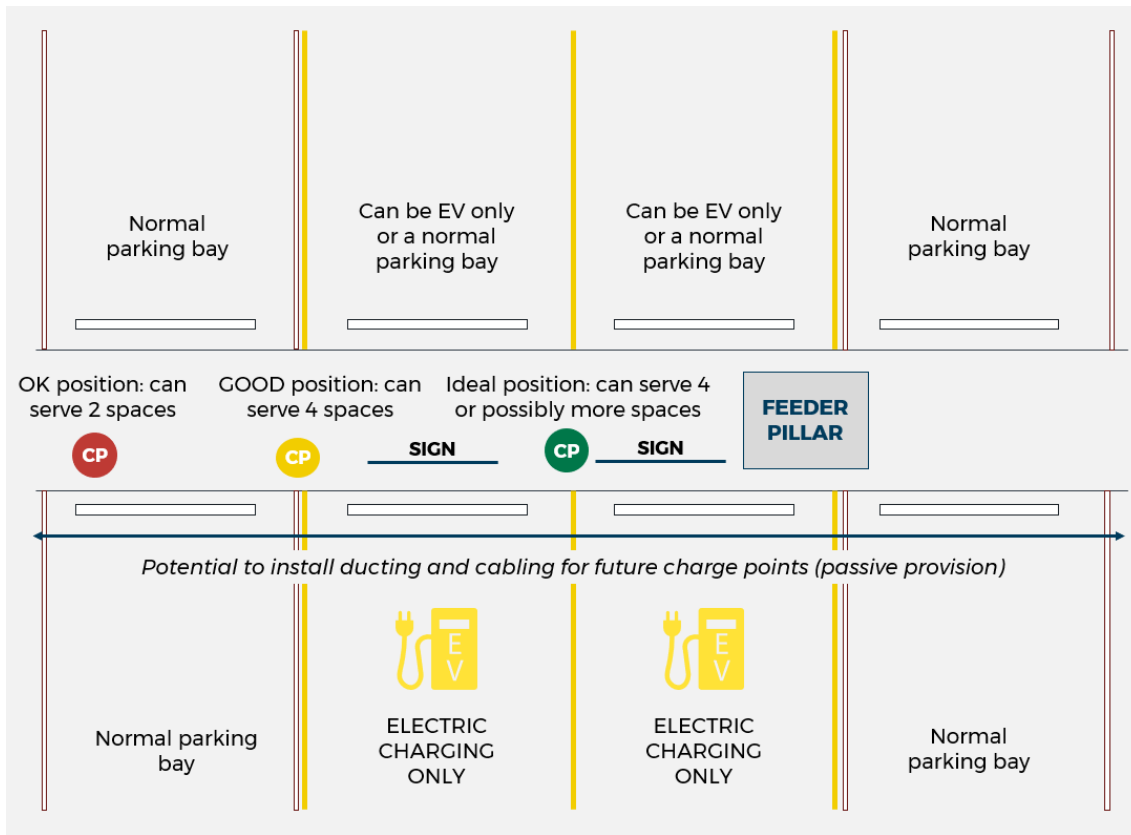 Normal
parking bay
Can be EV only
or a normal
parking bay
Can be EV only
or a normal
parking bay
Normal
parking bay
OK position: can
serve 2 spaces
GOOD position: can
serve 4 spaces
Ideal position: can serve 4
or possibly more spaces
FEEDER
PILLAR
CP
CP
SIGN
CP
SIGN
Potential to install ducting and cabling for future charge points (passive provision)
E
V
E
V
Normal parking
bay
ELECTRIC
CHARGING
ONLY
ELECTRIC
CHARGING
ONLY
Normal
parking bay